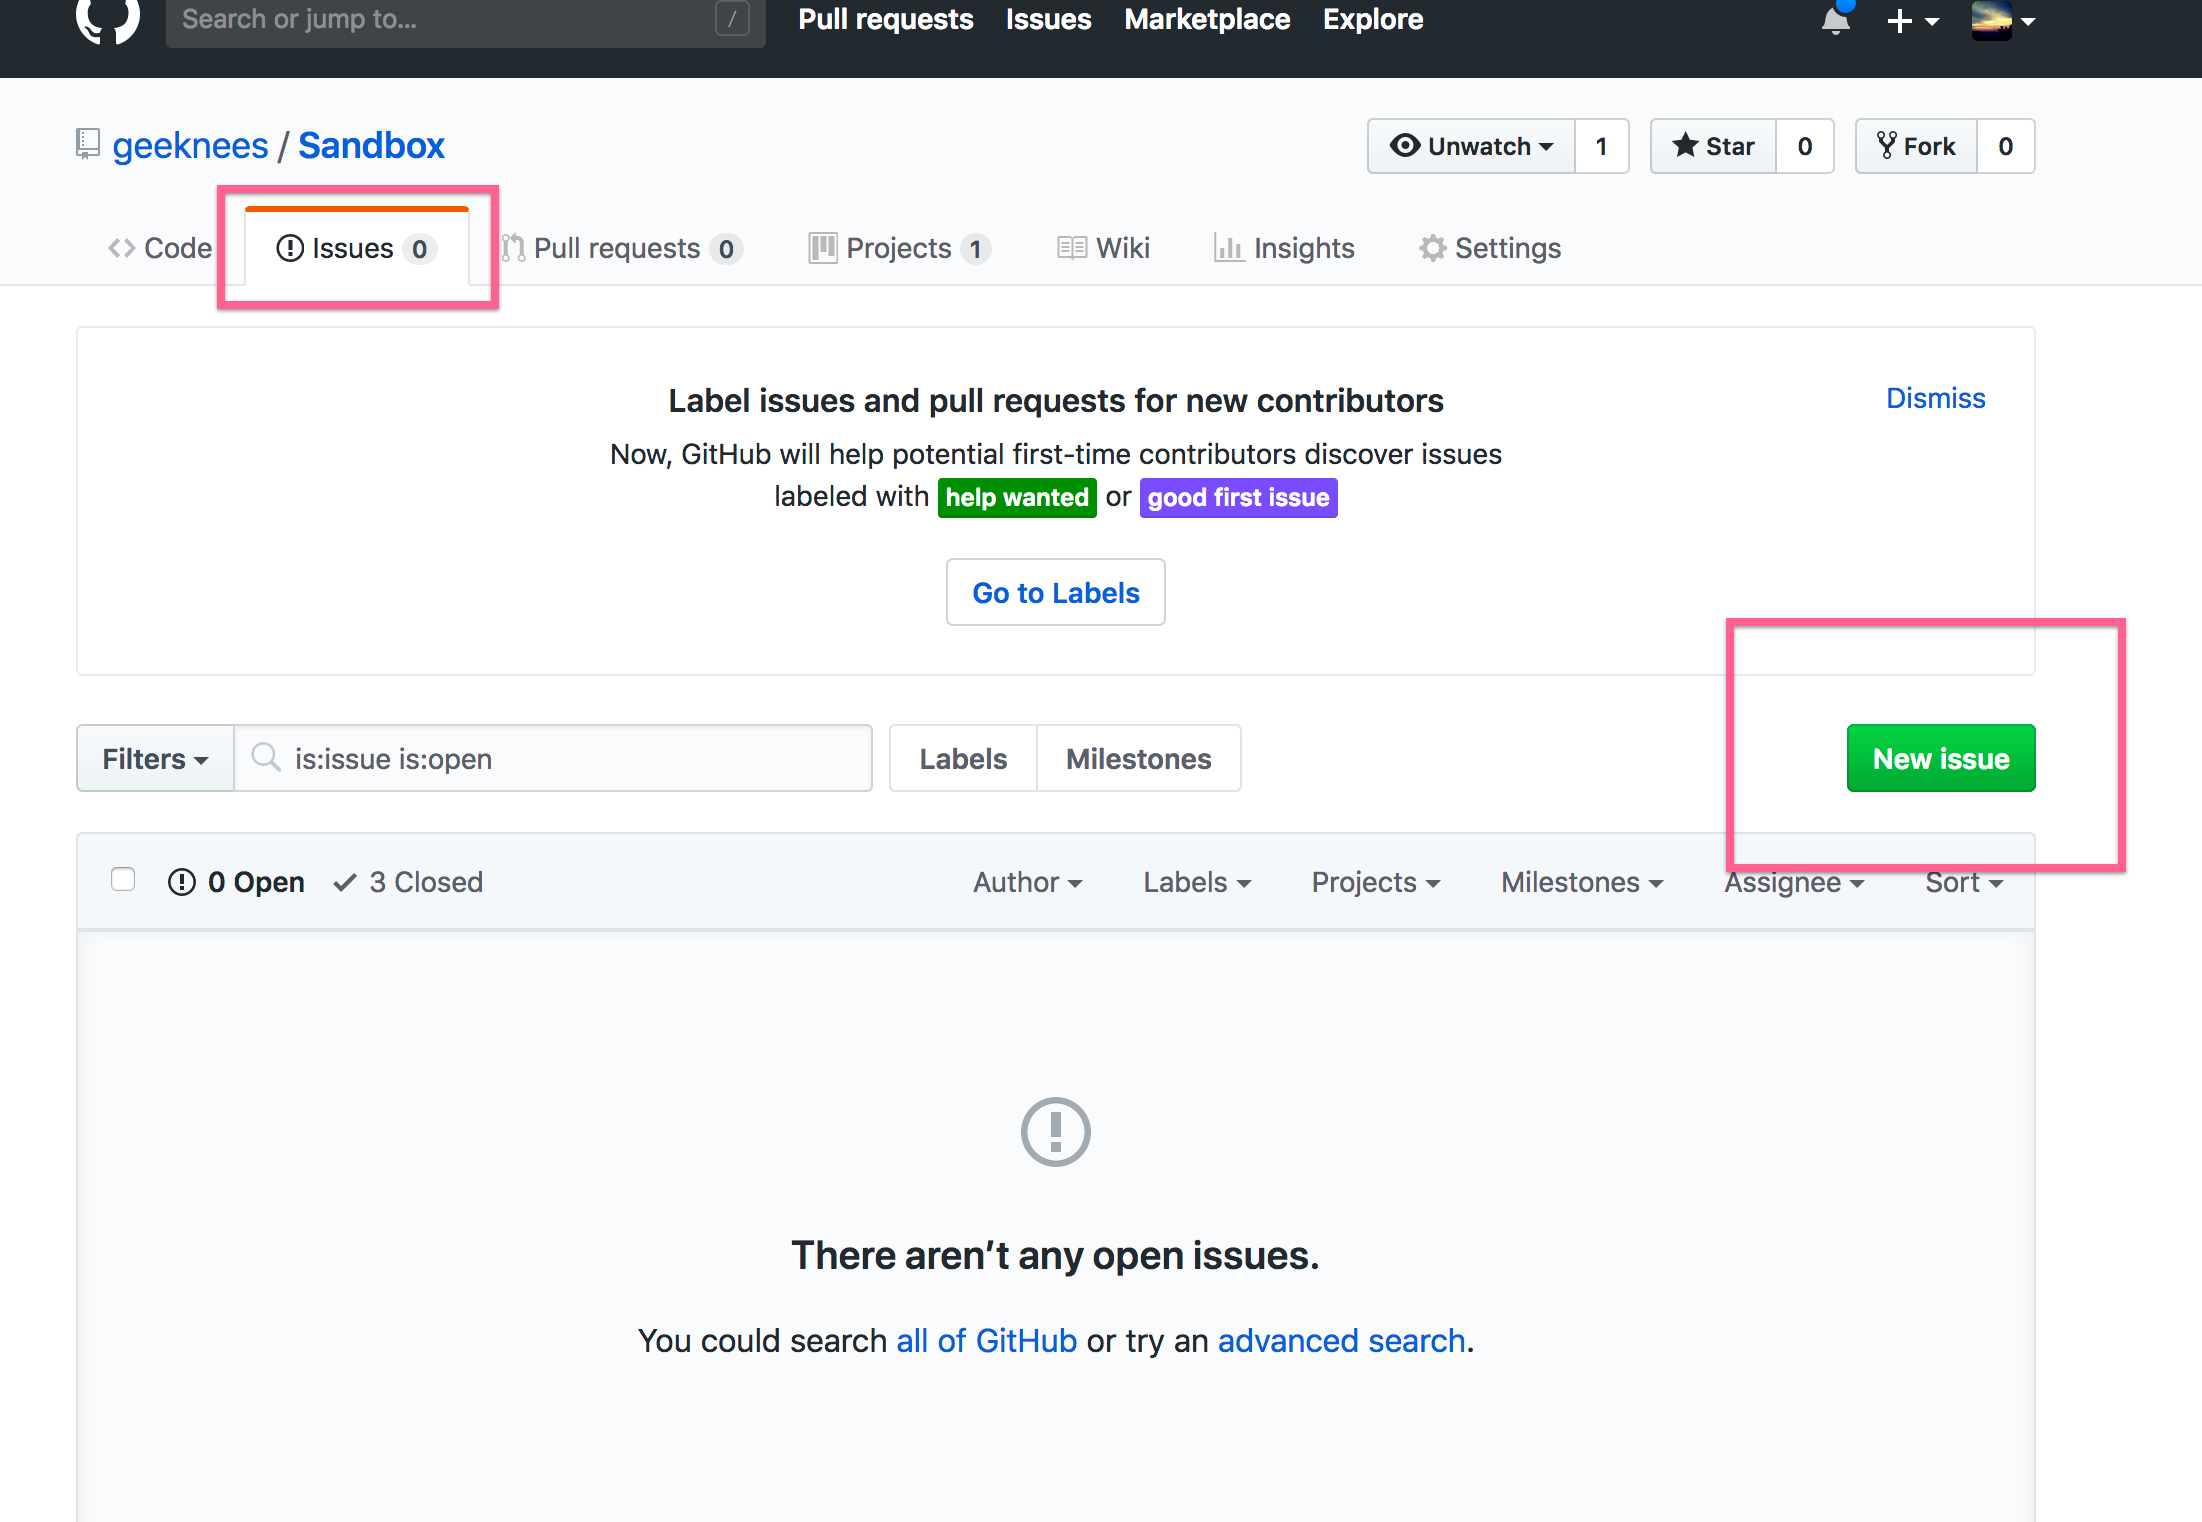 Search or jump to... / Pull requests Issues Marketplace Explore
geeknees / Sandbox Unwatch 1 Star 0 Fork 0
Code Issues 0 Pull requests 0 Projects 1 Wiki Insights Settings
Label issues and pull requests for new contributors Dismiss
Now, GitHub will help potential first-time contributors discover issues
labeled with help wanted or good first issue
Go to Labels
Filters is:issue is:open Labels Milestones New issue
0 Open 3 Closed Author Labels Projects Milestones Assignee Sort
There aren’t any open issues.
You could search all of GitHub or try an advanced search.